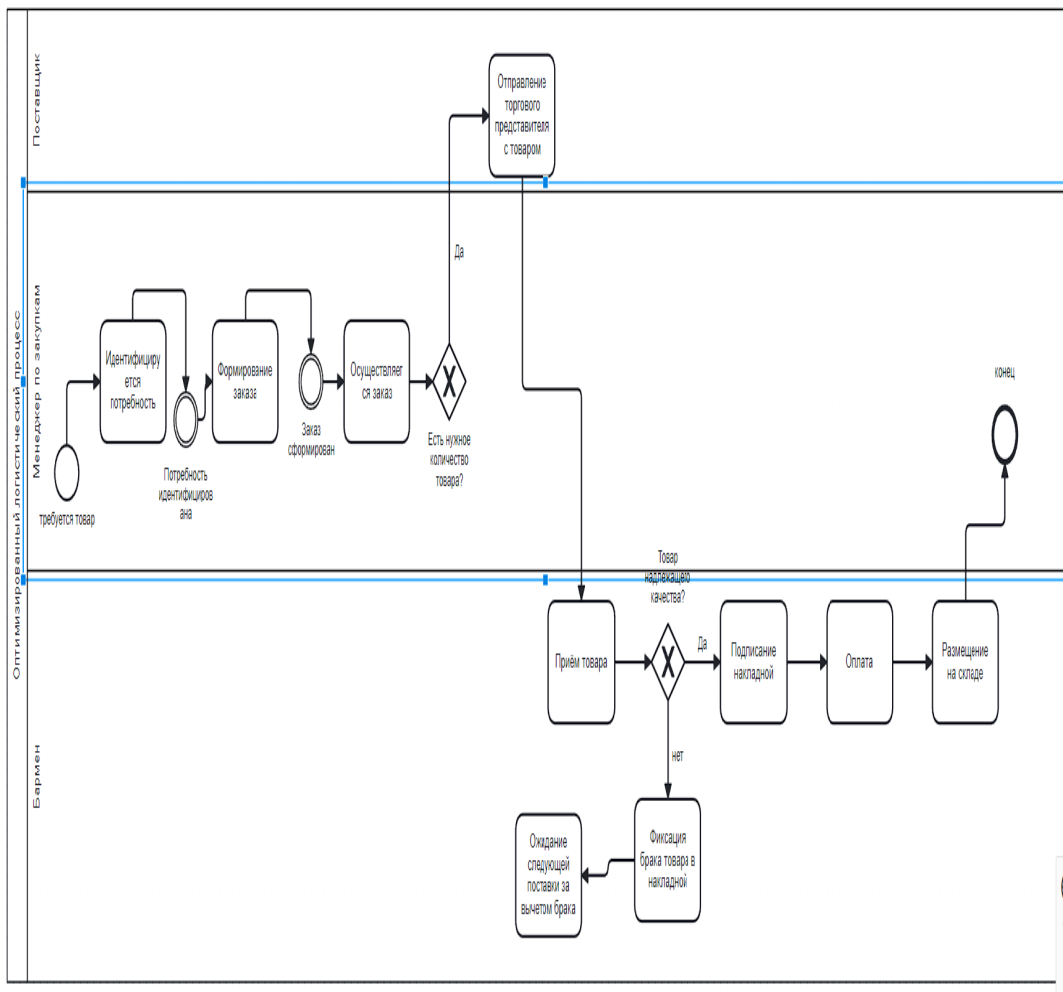 Оптимизированный логистический процесс
Поставщик
Отправление
торгового
представителя
с товаром
Менеджер по закупкам
требуется товар
Идентифициру
ется
потребность
Потребность
идентифициров
ана
Формирование
заказа
Заказ
сформирован
Осуществляет
ся заказ
Есть нужное
количество
товара?
Да
конец
Бармен
Приём товара
Товар
надлежащего
качества?
Да
Подписание
накладной
Оплата
Размещение
на складе
нет
Фиксация
брака товара в
накладной
Ожидание
следующей
поставки за
вычетом брака